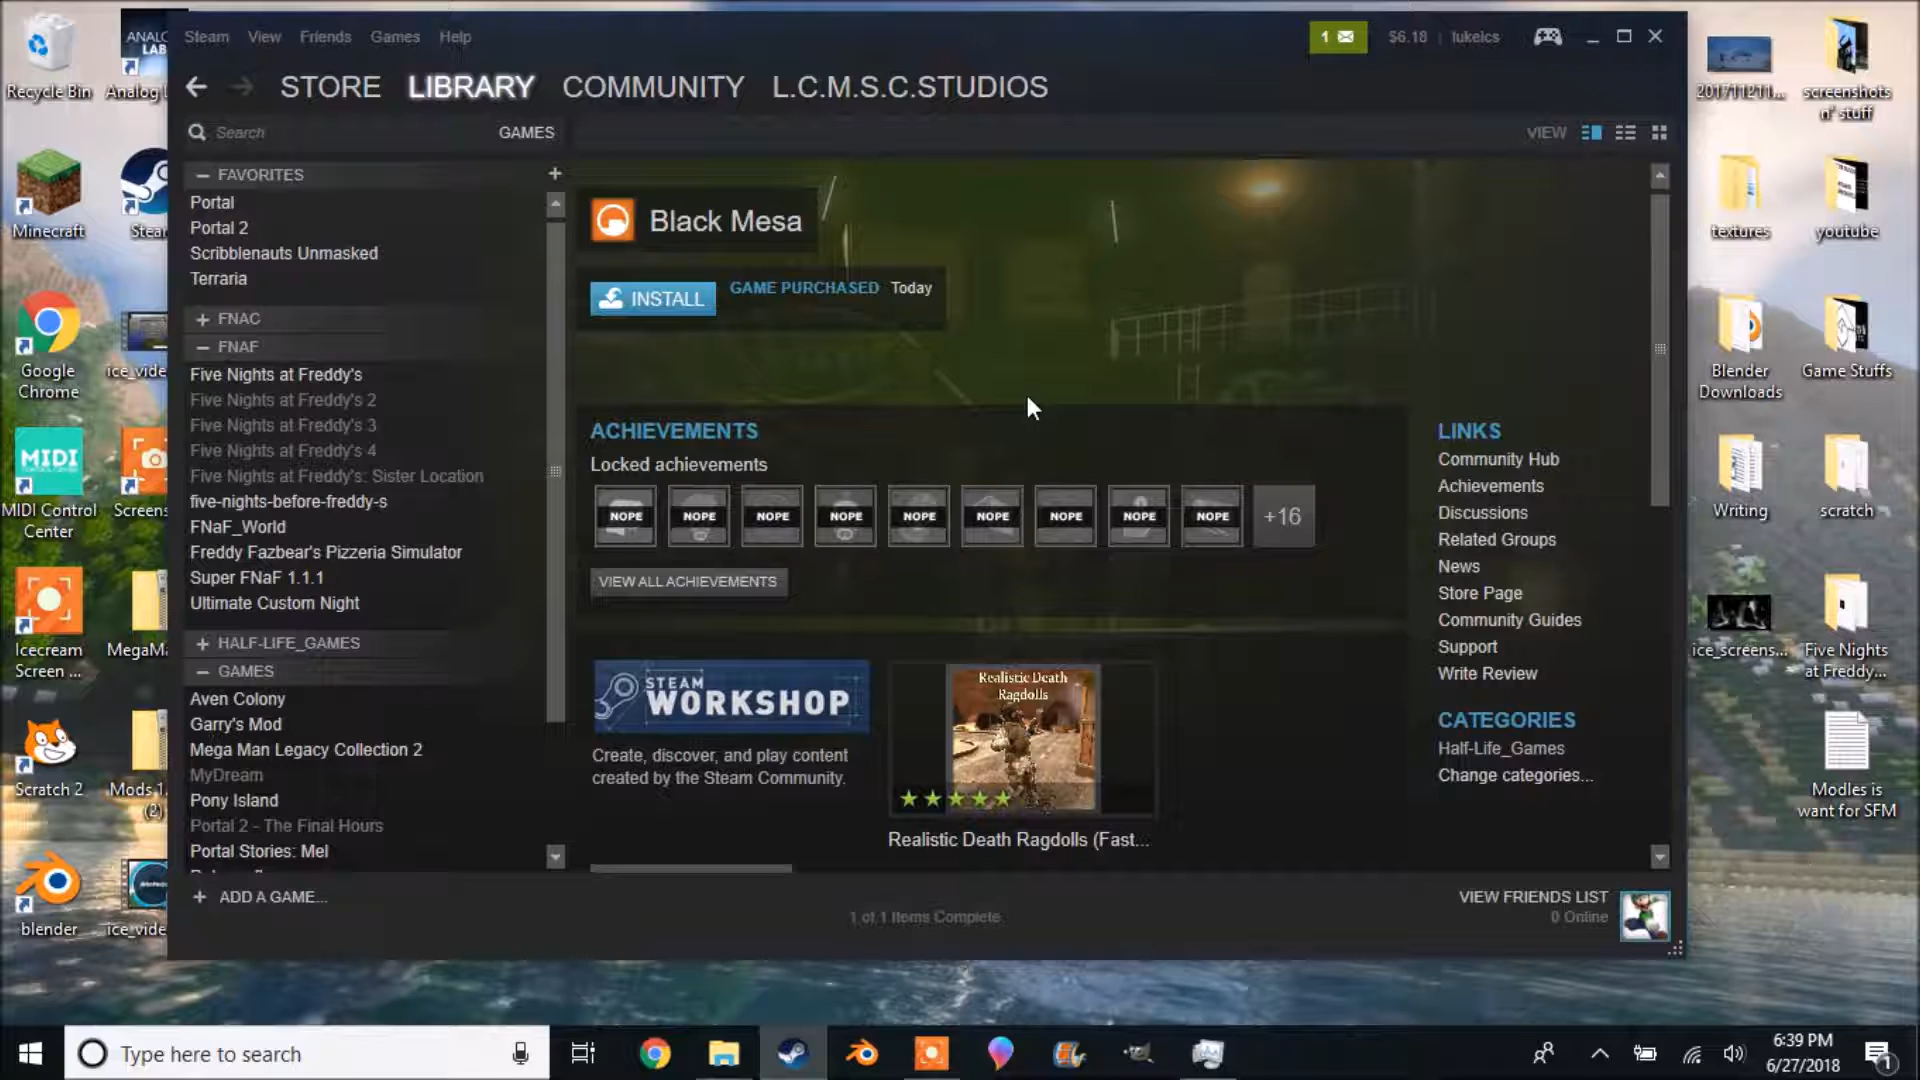 Steam View Friends Games Help
1 $6.18 | lukelcs
STORE LIBRARY COMMUNITY L.C.M.S.C.STUDIOS
Search GAMES
VIEW
— FAVORITES +
Portal
Portal 2
Scribblenauts Unmasked
Terraria
+ FNAC
— FNAF
Five Nights at Freddy's
Five Nights at Freddy's 2
Five Nights at Freddy's 3
Five Nights at Freddy's 4
Five Nights at Freddy's: Sister Location
five-nights-before-freddy-s
FNaF_World
Freddy Fazbear's Pizzeria Simulator
Super FNaF 1.1.1
Ultimate Custom Night
+ HALF-LIFE_GAMES
— GAMES
Aven Colony
Garry's Mod
Mega Man Legacy Collection 2
MyDream
Pony Island
Portal 2 - The Final Hours
Portal Stories: Mel
+ ADD A GAME...
Black Mesa
INSTALL
GAME PURCHASED Today
ACHIEVEMENTS
Locked achievements
NOPE NOPE NOPE NOPE NOPE NOPE NOPE NOPE NOPE +16
VIEW ALL ACHIEVEMENTS
STEAM
WORKSHOP
Create, discover, and play content
created by the Steam Community.
Realistic Death
Ragdolls
Realistic Death Ragdolls (Fast...
LINKS
Community Hub
Achievements
Discussions
Related Groups
News
Store Page
Community Guides
Support
Write Review
CATEGORIES
Half-Life_Games
Change categories...
1 of 1 Items Complete
VIEW FRIENDS LIST
0 Online
Recycle Bin
ANALO
LAB
Analog L
Minecraft
Stear
Google
Chrome
ice_vide
MIDI
MIDI Control
Center
Screens
Icecream
Screen ...
MegaMa
Scratch 2
Mods 1.
(2)
blender
ice_vide
20171211...
screenshots
n' stuff
textures
youtube
Blender
Downloads
Game Stuffs
Writing
scratch
ice_screens...
Five Nights
at Freddy...
Modles is
want for SFM
Type here to search
6:39 PM
6/27/2018
1